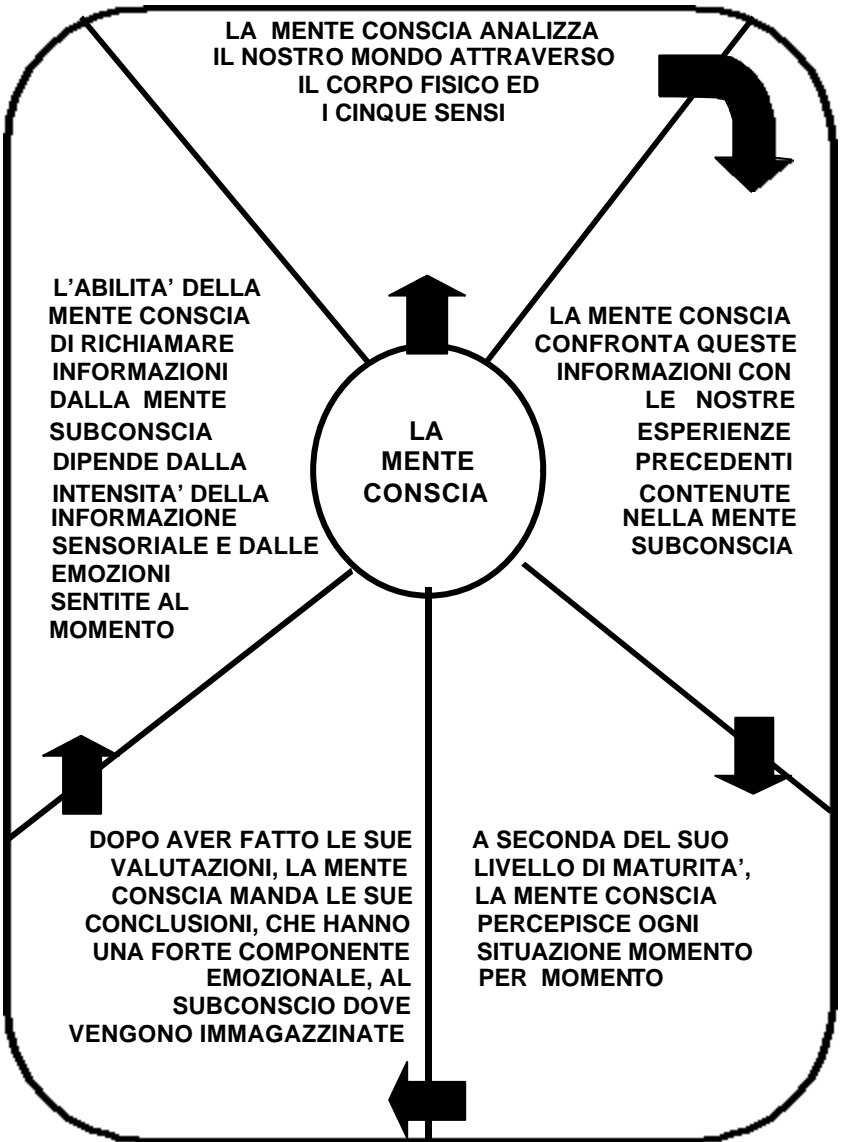 LA MENTE CONSCIA ANALIZZA
IL NOSTRO MONDO ATTRAVERSO
IL CORPO FISICO ED
I CINQUE SENSI
LA
MENTE
CONSCIA
LA MENTE CONSCIA
CONFRONTA QUESTE
INFORMAZIONI CON
LE NOSTRE
ESPERIENZE
PRECEDENTI
CONTENUTE
NELLA MENTE
SUBCONSCIA
A SECONDA DEL SUO
LIVELLO DI MATURITA’,
LA MENTE CONSCIA
PERCEPISCE OGNI
SITUAZIONE MOMENTO
PER MOMENTO
DOPO AVER FATTO LE SUE
VALUTAZIONI, LA MENTE
CONSCIA MANDA LE SUE
CONCLUSIONI, CHE HANNO
UNA FORTE COMPONENTE
EMOZIONALE, AL
SUBCONSCIO DOVE
VENGONO IMMAGAZZINATE
L’ABILITA’ DELLA
MENTE CONSCIA
DI RICHIAMARE
INFORMAZIONI
DALLA MENTE
SUBCONSCIA
DIPENDE DALLA
INTENSITA’ DELLA
INFORMAZIONE
SENSORIALE E DALLE
EMOZIONI
SENTITE AL
MOMENTO